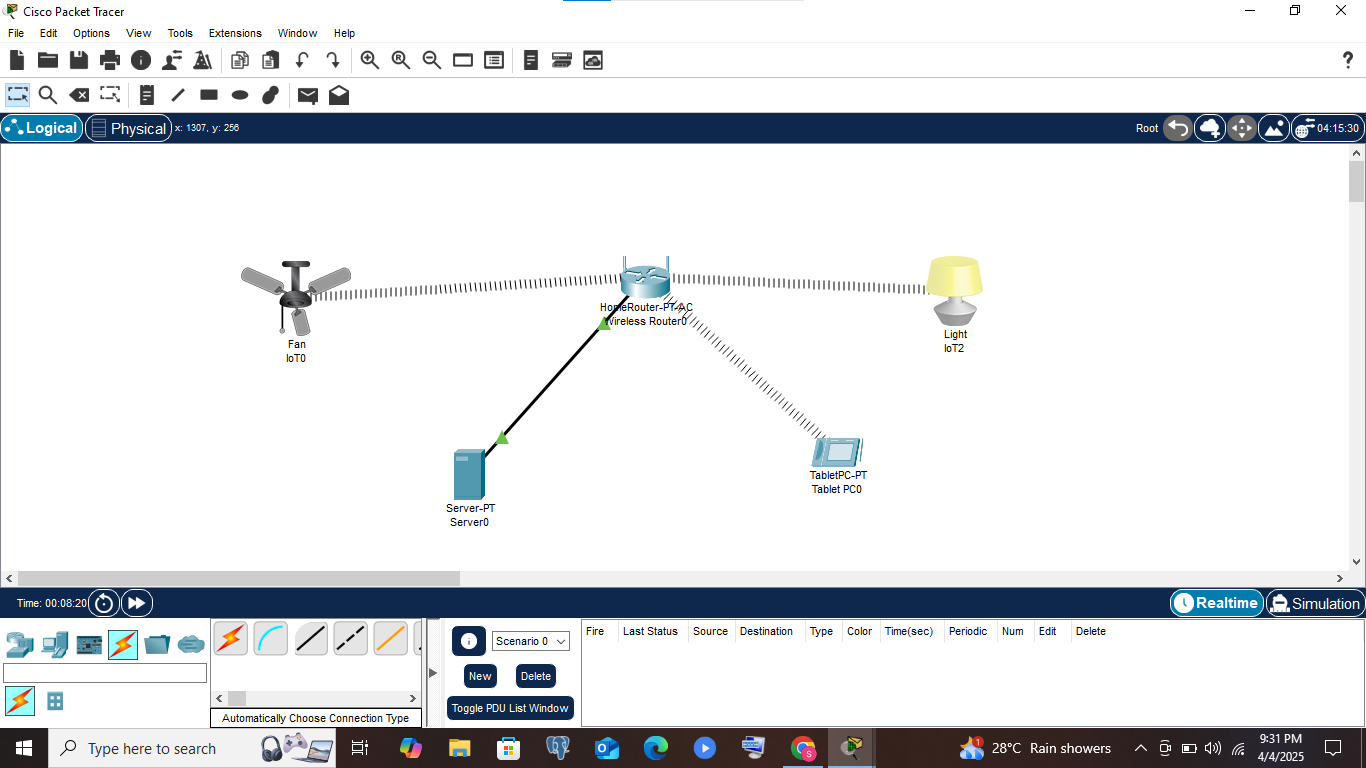 Cisco Packet Tracer
File Edit Options View Tools Extensions Window Help
Logical Physical x: 1307, y: 256 Root 04:15:30
HomeRouter-PT-AC
Wireless Router0
Fan
IoT0
Light
IoT2
TabletPC-PT
Tablet PC0
Server-PT
Server0
Time: 00:08:20 Realtime Simulation
Scenario 0
New Delete
Toggle PDU List Window
Fire Last Status Source Destination Type Color Time(sec) Periodic Num Edit Delete
Automatically Choose Connection Type
Type here to search
1
28°C Rain showers
9:31 PM
4/4/2025